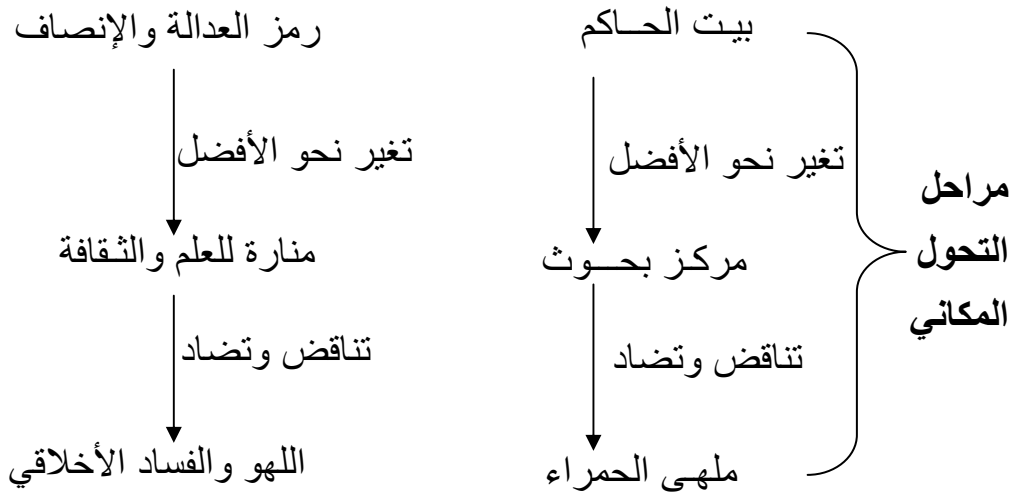 بيت الحاكم
رمز العدالة والإنصاف
تغير نحو الأفضل
تغير نحو الأفضل
مراحل
التحول
المكاني
مركز بحوث
منارة للعلم والثقافة
تناقض وتضاد
تناقض وتضاد
ملهى الحمراء
اللهو والفساد الأخلاقي